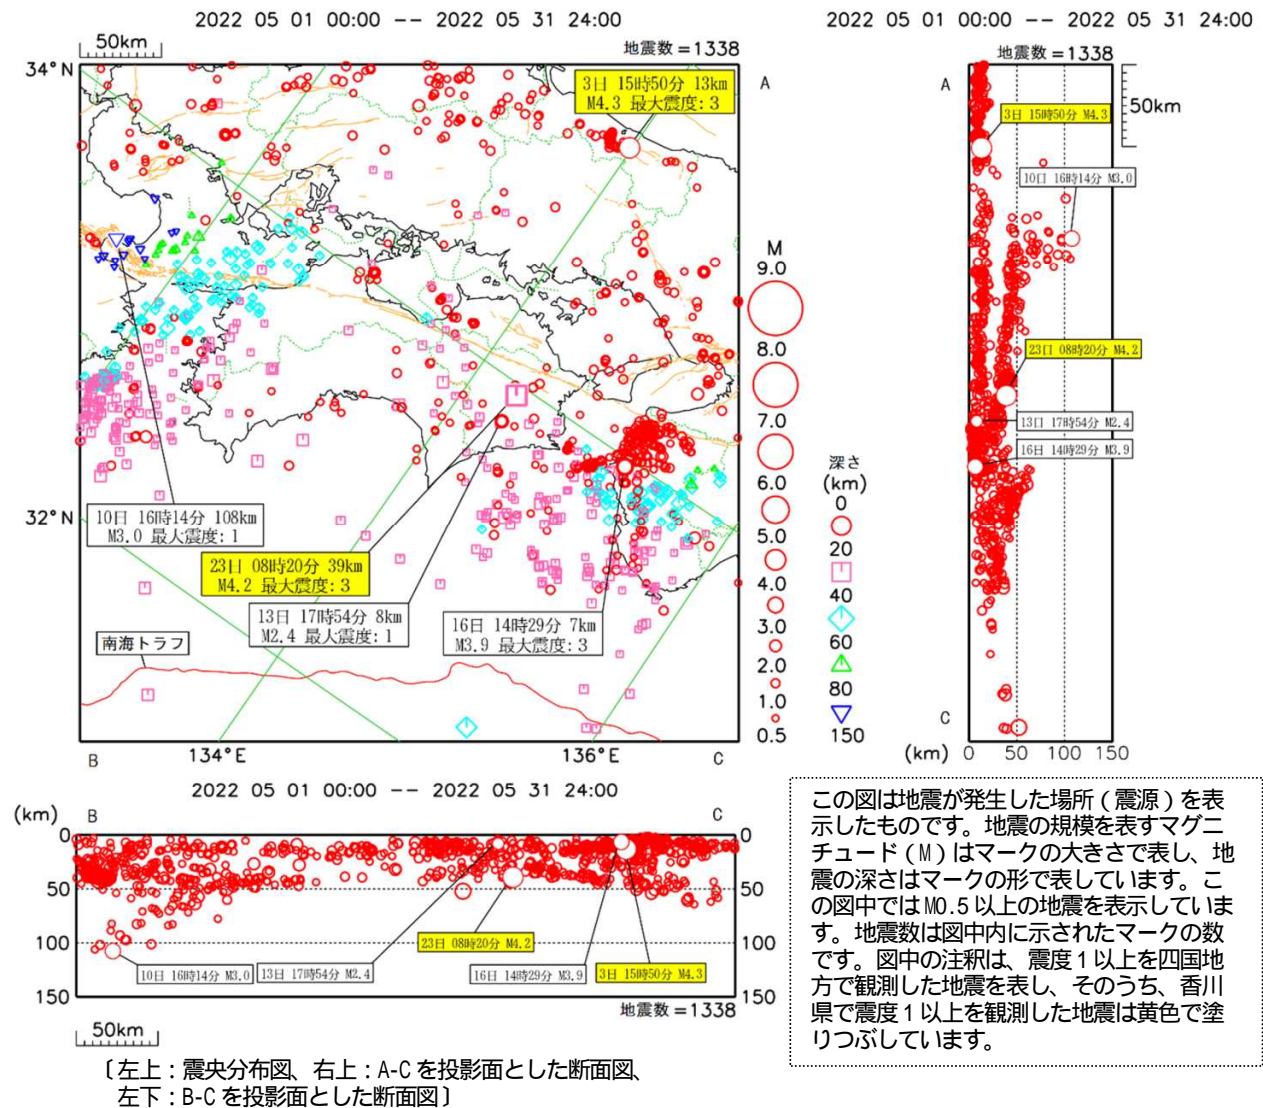 2022 05 01 00:00 -- 2022 05 31 24:00
50km
地震数=1338
34°N
32°N
134°E
136°E
A
B
C
3日 15時50分 13km
M4.3 最大震度:3
10日 16時14分 108km
M3.0 最大震度:1
23日 08時20分 39km
M4.2 最大震度:3
13日 17時54分 8km
M2.4 最大震度:1
16日 14時29分 7km
M3.9 最大震度:3
南海トラフ
M
9.0
8.0
7.0
6.0
5.0
4.0
3.0
2.0
1.0
0.5
深さ
(km)
0
20
40
60
80
150
2022 05 01 00:00 -- 2022 05 31 24:00
地震数=1338
A
50km
3日 15時50分 M4.3
10日 16時14分 M3.0
23日 08時20分 M4.2
13日 17時54分 M2.4
16日 14時29分 M3.9
C
(km) 0 50 100 150
2022 05 01 00:00 -- 2022 05 31 24:00
(km) B C (km)
0 0
50 50
100 100
150 150
23日 08時20分 M4.2
10日 16時14分 M3.0
13日 17時54分 M2.4
16日 14時29分 M3.9
3日 15時50分 M4.3
地震数=1338
50km
〔左上:震央分布図、右上:A-Cを投影面とした断面図、
左下:B-Cを投影面とした断面図〕
この図は地震が発生した場所(震源)を表
示したものです。地震の規模を表すマグニ
チュード(M)はマークの大きさで表し、地
震の深さはマークの形で表しています。こ
の図中ではM0.5以上の地震を表示していま
す。地震数は図中内に示されたマークの数
です。図中の注釈は、震度1以上を四国地
方で観測した地震を表し、そのうち、香川
県で震度1以上を観測した地震は黄色で塗
りつぶしています。